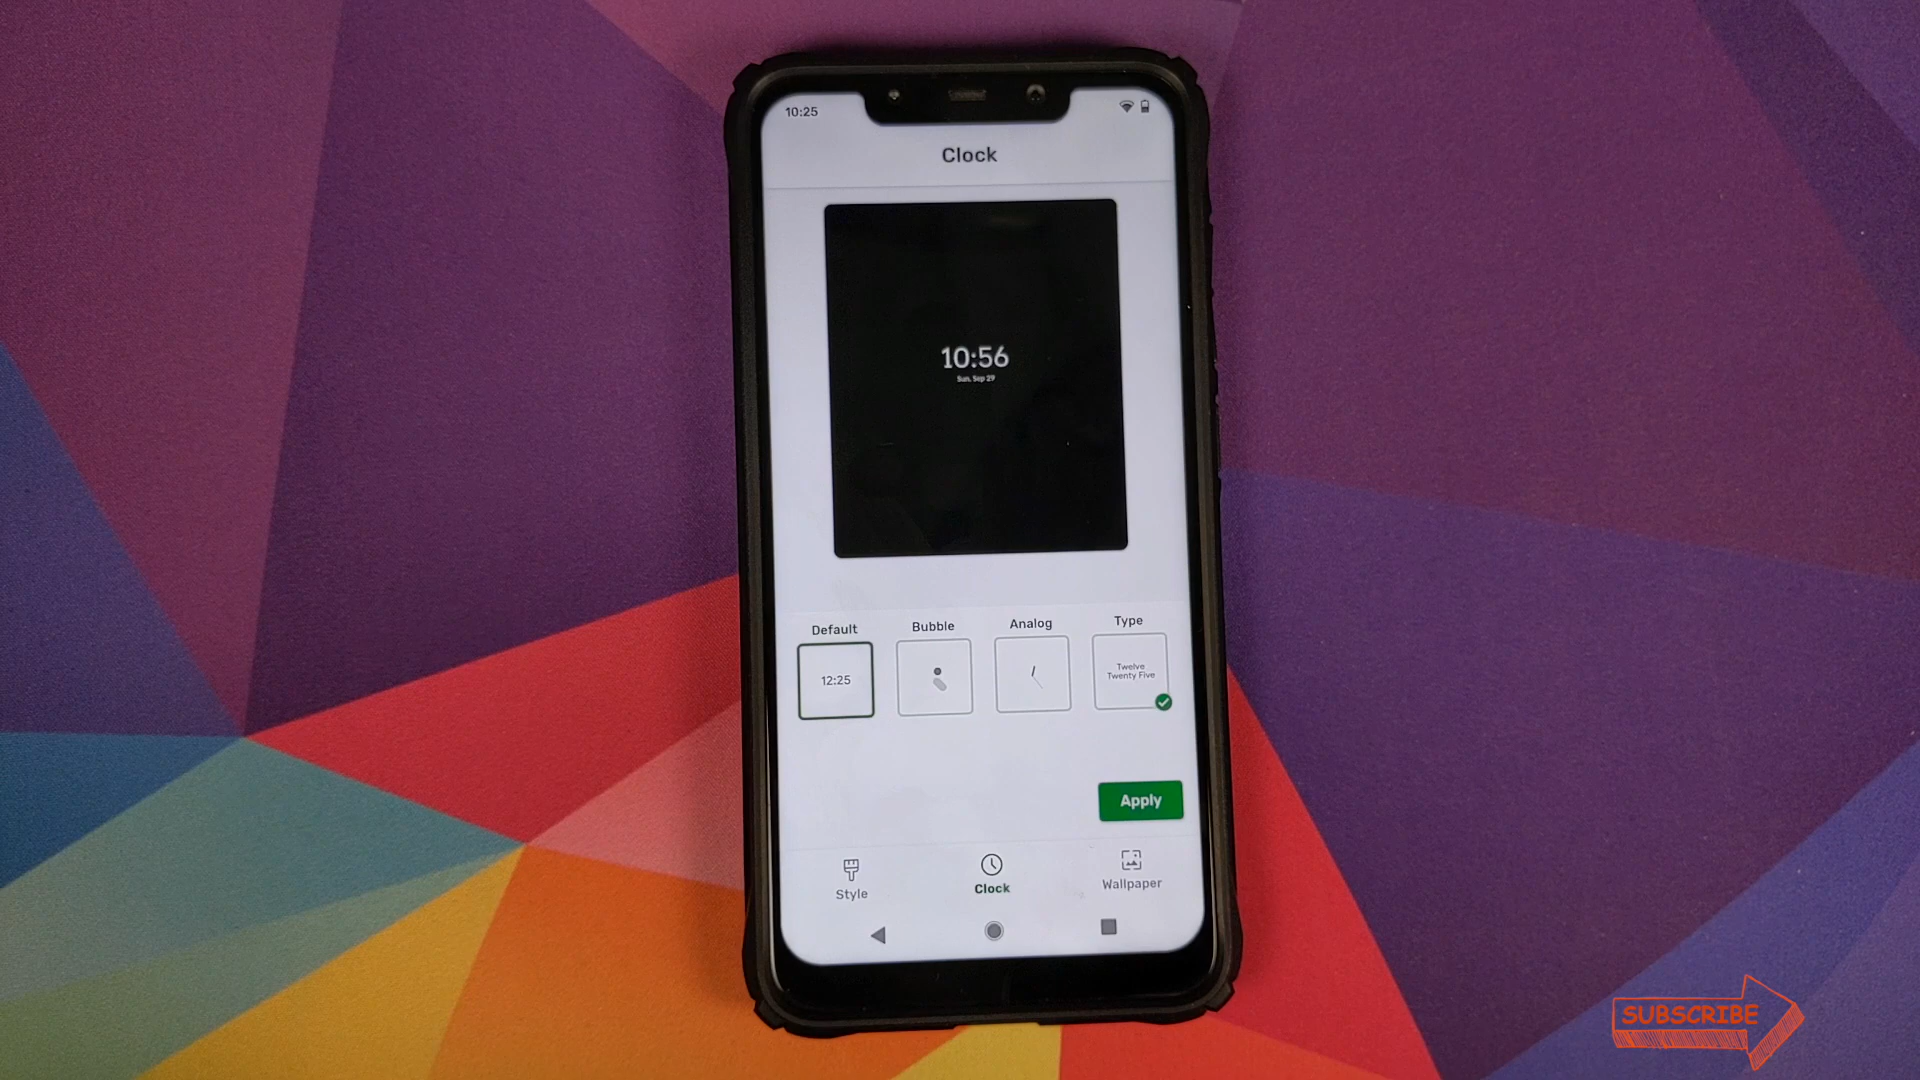 10:25
Clock
10:56
Sun, Sep 29
Default
Bubble
Analog
Type
12:25
Twelve
Twenty Five
Apply
Style
Clock
Wallpaper
SUBSCRIBE